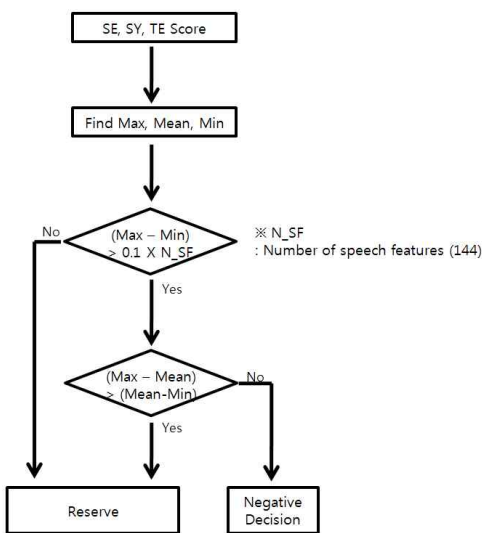 SE, SY, TE Score
Find Max, Mean, Min
No
(Max – Min)
> 0.1 X N_SF
※ N_SF
: Number of speech features (144)
Yes
(Max – Mean)
> (Mean-Min)
No
Yes
Reserve
Negative
Decision